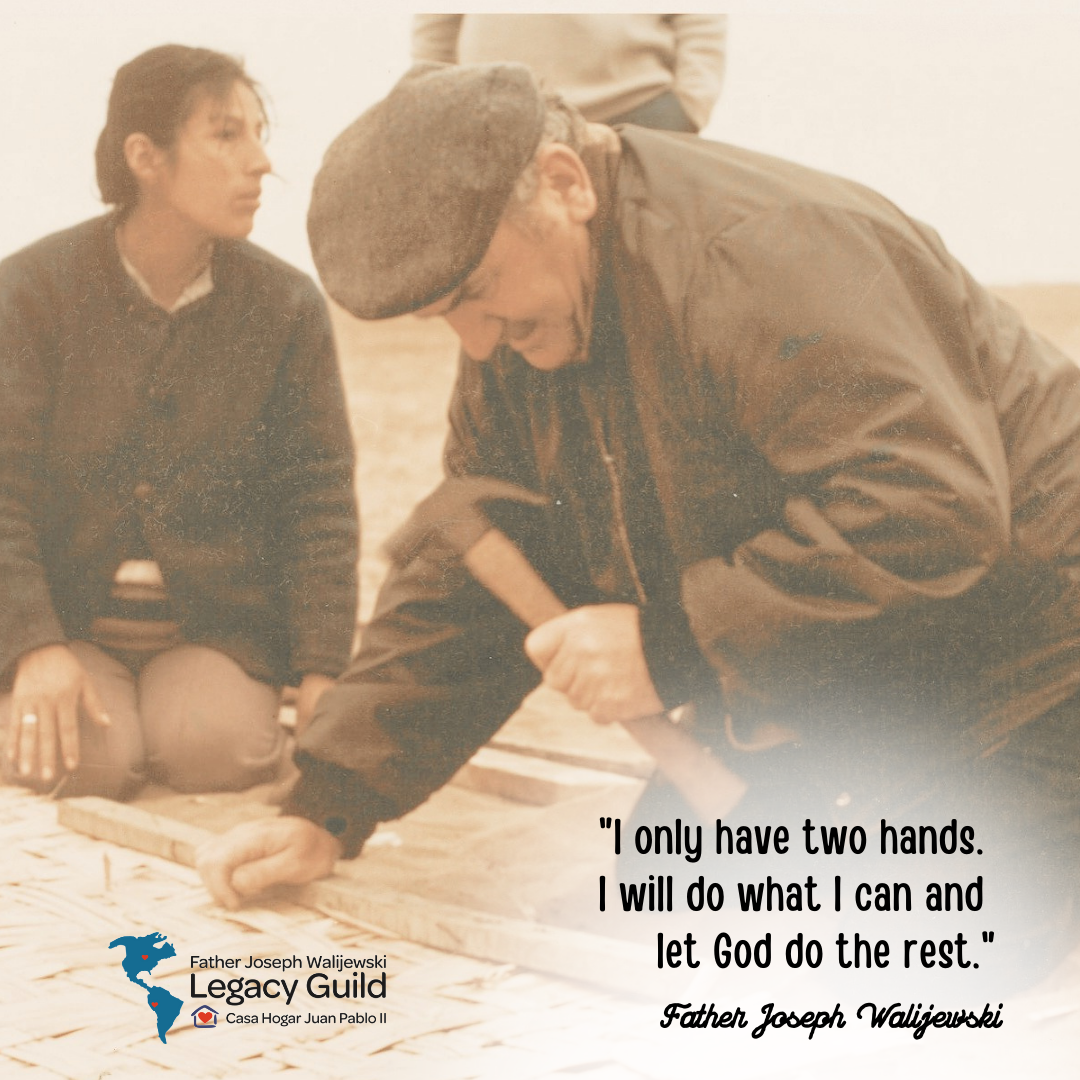 "I only have two hands.
I will do what I can and
let God do the rest."
Father Joseph Walijewski
Father Joseph Walijewski
Legacy Guild
Casa Hogar Juan Pablo II